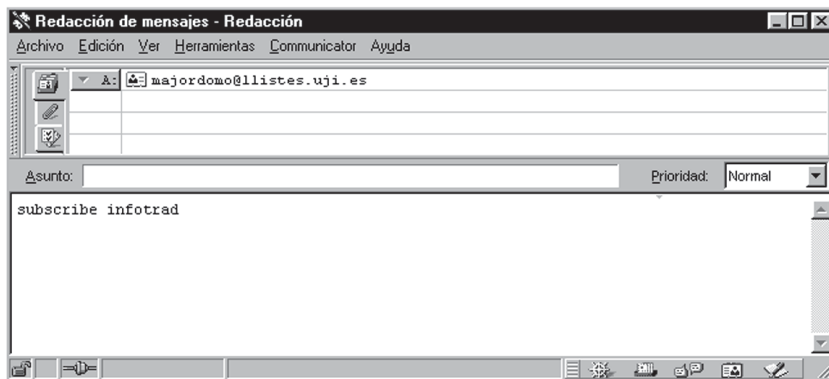 Redacción de mensajes - Redacción
Archivo Edición Ver Herramientas Communicator Ayuda
A: majordomo@llistes.uji.es
Asunto: Prioridad: Normal
subscribe infotrad